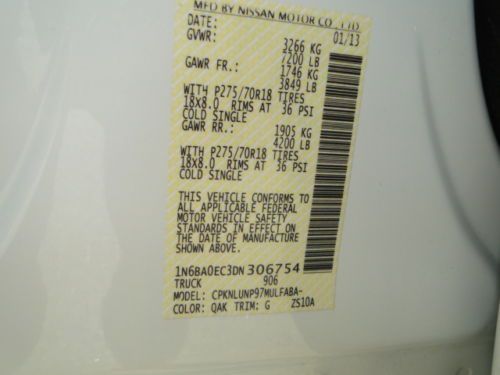 MFD BY NISSAN MOTOR CO., LTD.
DATE: 01/13
GVWR: 3266 KG
7200 LB
GAWR FR.: 1746 KG
3849 LB
WITH P275/70R18 TIRES
18X8.0 RIMS AT 36 PSI
COLD SINGLE
GAWR RR.: 1905 KG
4200 LB
WITH P275/70R18 TIRES
18X8.0 RIMS AT 36 PSI
COLD SINGLE
THIS VEHICLE CONFORMS TO
ALL APPLICABLE FEDERAL
MOTOR VEHICLE SAFETY
STANDARDS IN EFFECT ON
THE DATE OF MANUFACTURE
SHOWN ABOVE.
1N6BA0EC3DN306754
TRUCK 906
MODEL: CPKNLUNP97MULFABA-
COLOR: QAK TRIM: G ZS10A